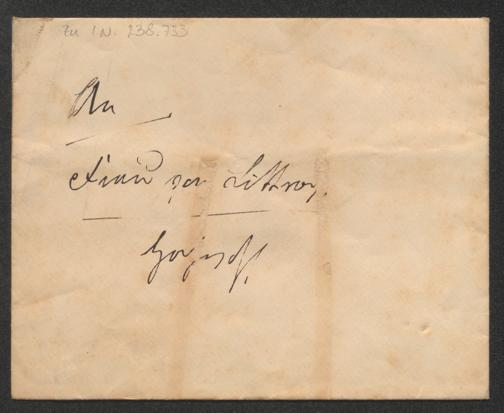 Zu I.N. 238.733
An
Frau von Littrow.